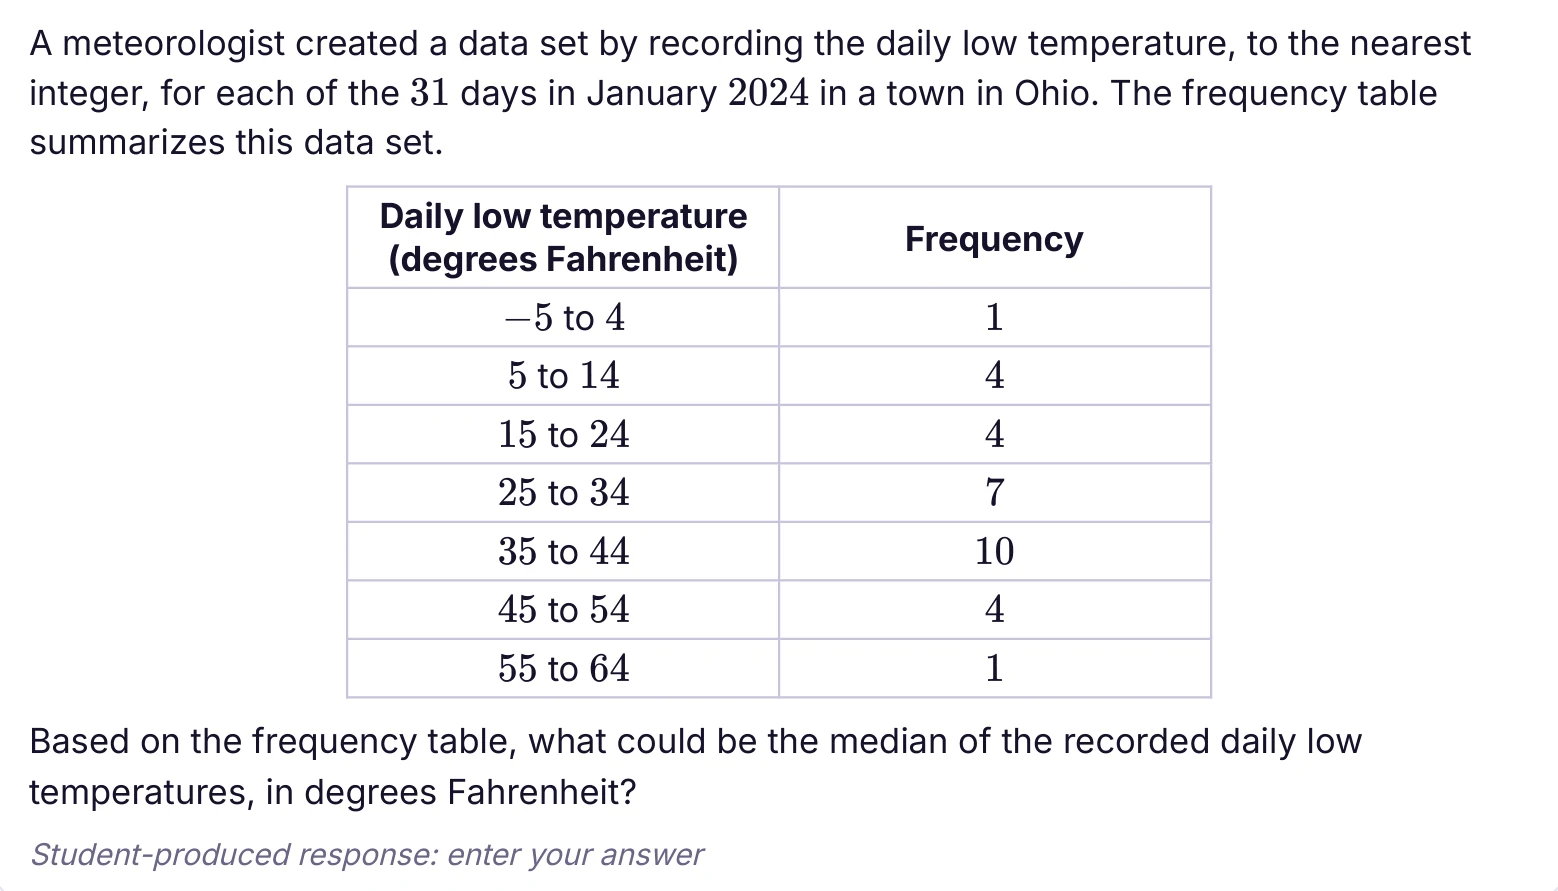 A meteorologist created a data set by recording the daily low temperature, to the nearest
integer, for each of the 31 days in January 2024 in a town in Ohio. The frequency table
summarizes this data set.
Daily low temperature
(degrees Fahrenheit)
Frequency
−5 to 4
1
5 to 14
4
15 to 24
4
25 to 34
7
35 to 44
10
45 to 54
4
55 to 64
1
Based on the frequency table, what could be the median of the recorded daily low
temperatures, in degrees Fahrenheit?
Student-produced response: enter your answer